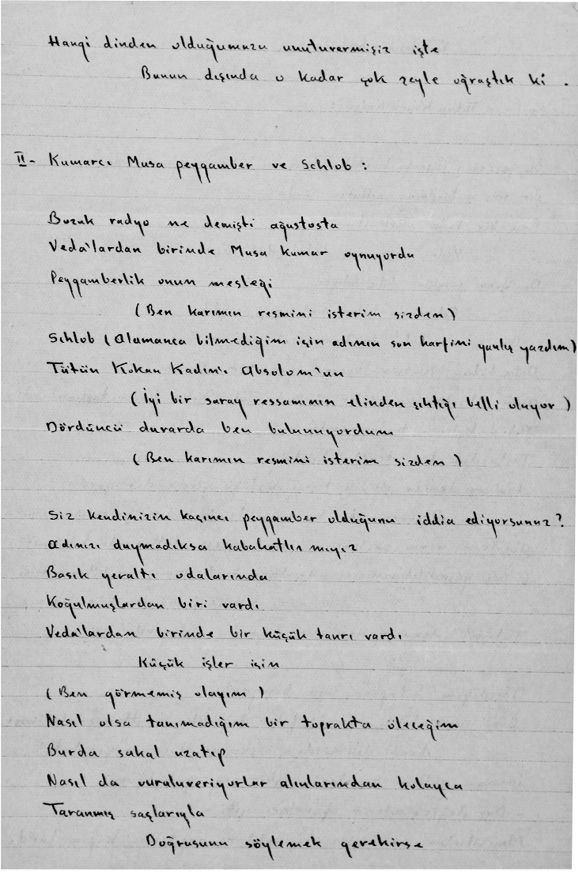 Hangi dinden olduğumuzu unutuvermişiz işte
Bunun dışında o kadar çok şeyle uğraştık ki .
II- Kumarcı Musa peygamber ve Schlob :
Bozuk radyo ne demişti ağustosta
Veda'lardan birinde Musa kumar oynuyordu
Peygamberlik onun mesleği
(Ben karımın resmini isterim sizden)
Schlob (Alamanca bilmediğim için adının son harfini yanlış yazdım)
Tütün Kokan Kadın'ı Absolom'un
(İyi bir saray ressamının elinden çıktığı belli oluyor)
Dördüncü duvarda ben bulunuyordum
(Ben karımın resmini isterim sizden)
Siz kendinizin kaçıncı peygamber olduğunu iddia ediyorsunuz?
Adınızı duymadıksa kabahatlı mıyız
Basık yeraltı odalarında
Koğulmuşlardan biri vardı
Veda'lardan birinde bir küçük tanrı vardı
Küçük işler için
(Ben görmemiş olayım)
Nasıl olsa tanımadığım bir toprakta öleceğim
Burda sakal uzatıp
Nasıl da vuruluveriyorlar alınlarından kolayca
Taranmış saçlarıyla
Doğrusunu söylemek gerekirse